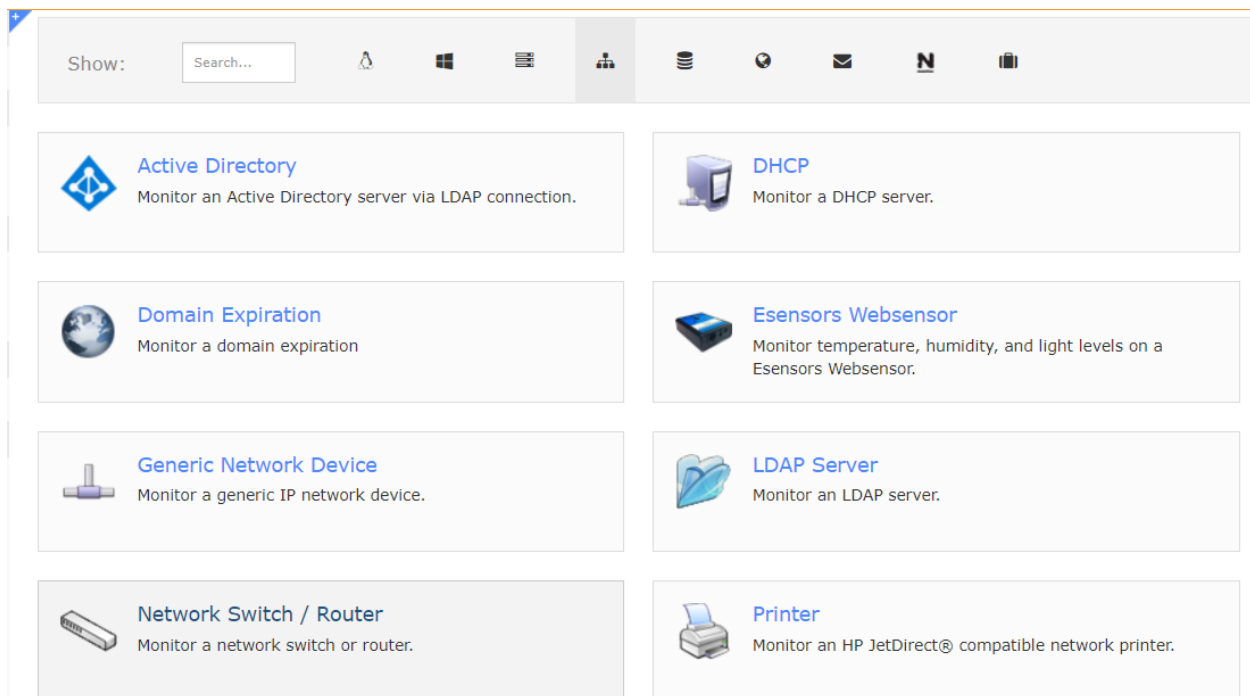 Show:
Search...
N
Active Directory
Monitor an Active Directory server via LDAP connection.
DHCP
Monitor a DHCP server.
Domain Expiration
Monitor a domain expiration
Esensors Websensor
Monitor temperature, humidity, and light levels on a
Esensors Websensor.
Generic Network Device
Monitor a generic IP network device.
LDAP Server
Monitor an LDAP server.
Network Switch / Router
Monitor a network switch or router.
Printer
Monitor an HP JetDirect® compatible network printer.